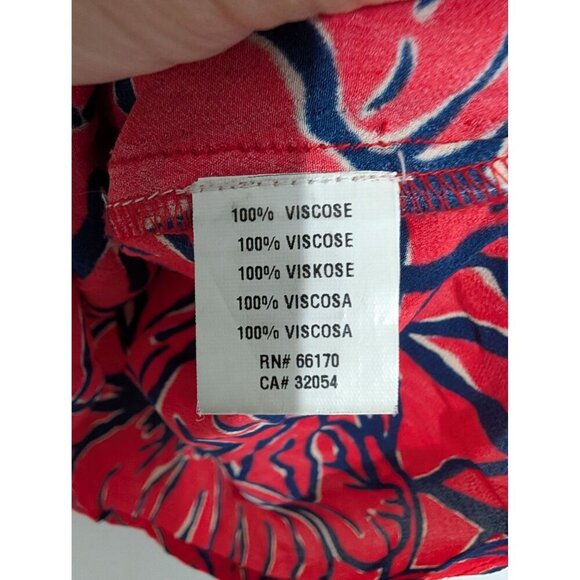 100% VISCOSE
100% VISCOSE
100% VISKOSE
100% VISCOSA
100% VISCOSA
RN# 66170
CA# 32054